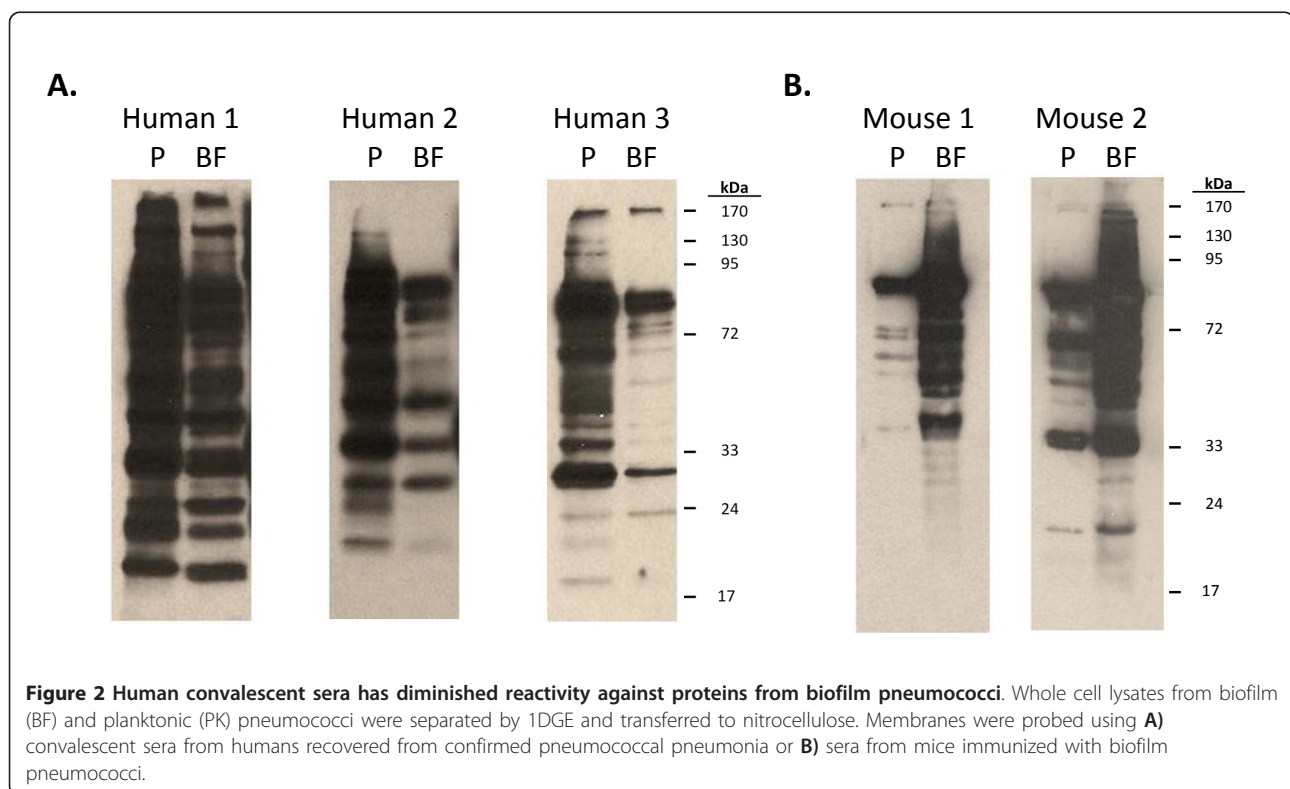 A.
B.
Human 1 Human 2 Human 3 Mouse 1 Mouse 2
P BF P BF P BF P BF P BF
kDa kDa
170 170
130 130
95 95
72 72
33 33
24 24
17 17
Figure 2 Human convalescent sera has diminished reactivity against proteins from biofilm pneumococci. Whole cell lysates from biofilm
(BF) and planktonic (PK) pneumococci were separated by 1DGE and transferred to nitrocellulose. Membranes were probed using A)
convalescent sera from humans recovered from confirmed pneumococcal pneumonia or B) sera from mice immunized with biofilm
pneumococci.